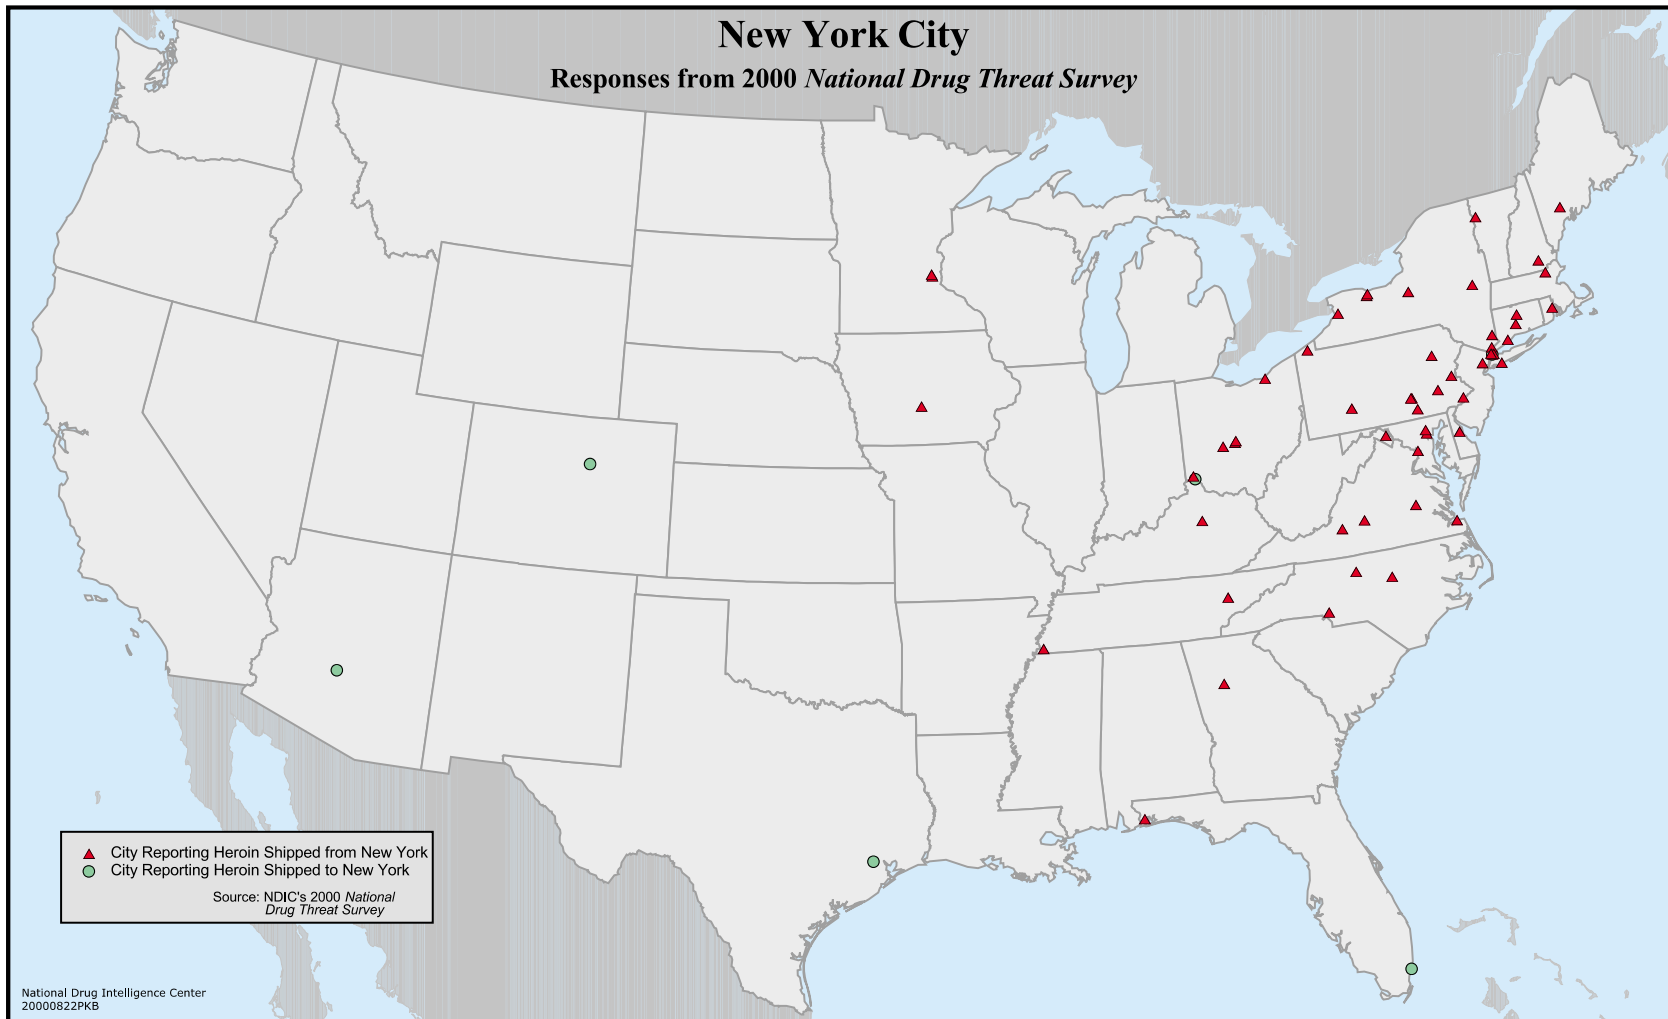 New York City
Responses from 2000 National Drug Threat Survey
City Reporting Heroin Shipped from New York
City Reporting Heroin Shipped to New York
Source: NDIC's 2000 National
Drug Threat Survey
National Drug Intelligence Center
20000822PKB